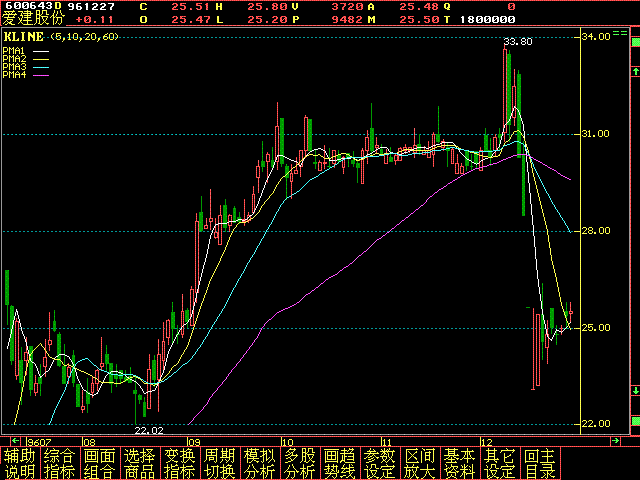 600643D 961227 C 25.51 H 25.80 V 3720 A 25.48 Q 0
爱建股份 +0.11 O 25.47 L 25.20 P 9482 M 25.50 T 1800000
KLINE (5,10,20,60)
PMA1
PMA2
PMA3
PMA4
33.80
34.00
31.00
28.00
25.00
22.00
22.02
9607 08 09 10 11 12
辅助说明 综合指标 画面组合 选择商品 变换指标 周期切换 模拟分析 多股分析 画趋势线 参数设定 区间放大 基本资料 其它设定 回主目录